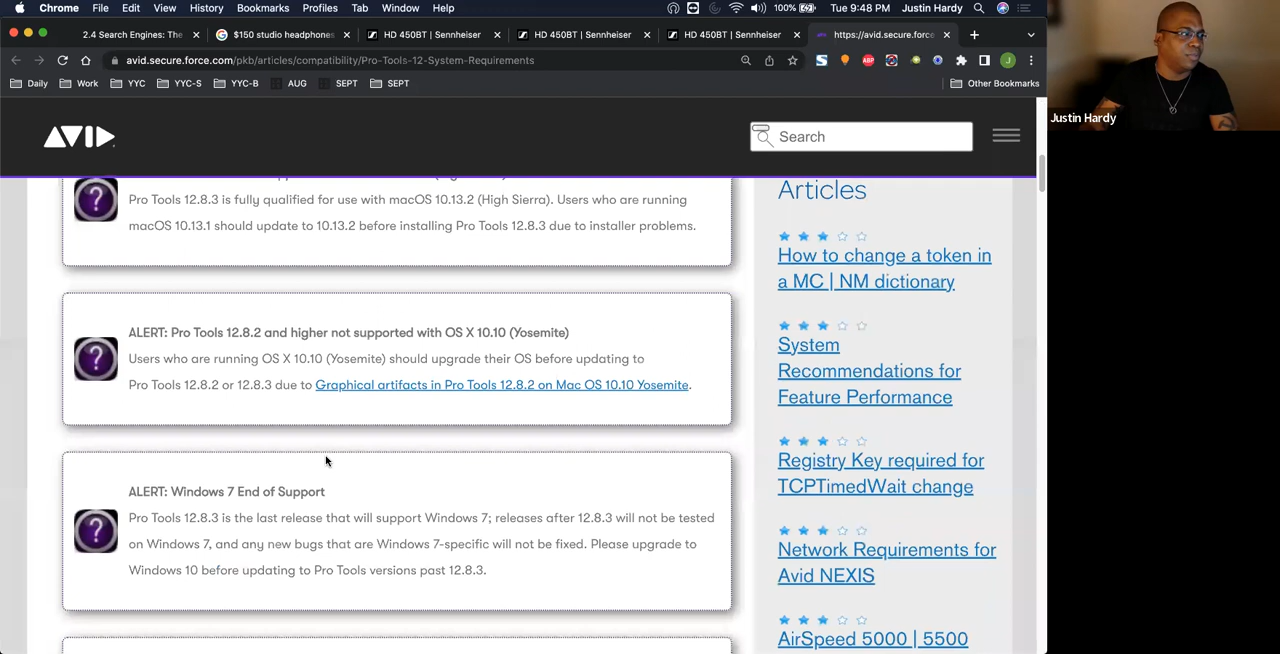 Chrome File Edit View History Bookmarks Profiles Tab Window Help 100% Tue 9:48 PM Justin Hardy
2.4 Search Engines: The
$150 studio headphones
HD 450BT | Sennheiser
HD 450BT | Sennheiser
HD 450BT | Sennheiser
https://avid.secure.force
avid.secure.force.com/pkb/articles/compatibility/Pro-Tools-12-System-Requirements
ABP
J
Daily Work YYC YYC-S YYC-B AUG SEPT SEPT Other Bookmarks
Justin Hardy
AVID
Search
Pro Tools 12.8.3 is fully qualified for use with macOS 10.13.2 (High Sierra). Users who are running
macOS 10.13.1 should update to 10.13.2 before installing Pro Tools 12.8.3 due to installer problems.
ALERT: Pro Tools 12.8.2 and higher not supported with OS X 10.10 (Yosemite)
Users who are running OS X 10.10 (Yosemite) should upgrade their OS before updating to
Pro Tools 12.8.2 or 12.8.3 due to Graphical artifacts in Pro Tools 12.8.2 on Mac OS 10.10 Yosemite.
ALERT: Windows 7 End of Support
Pro Tools 12.8.3 is the last release that will support Windows 7; releases after 12.8.3 will not be tested
on Windows 7, and any new bugs that are Windows 7-specific will not be fixed. Please upgrade to
Windows 10 before updating to Pro Tools versions past 12.8.3.
Articles
How to change a token in
a MC | NM dictionary
System
Recommendations for
Feature Performance
Registry Key required for
TCPTimedWait change
Network Requirements for
Avid NEXIS
AirSpeed 5000 | 5500